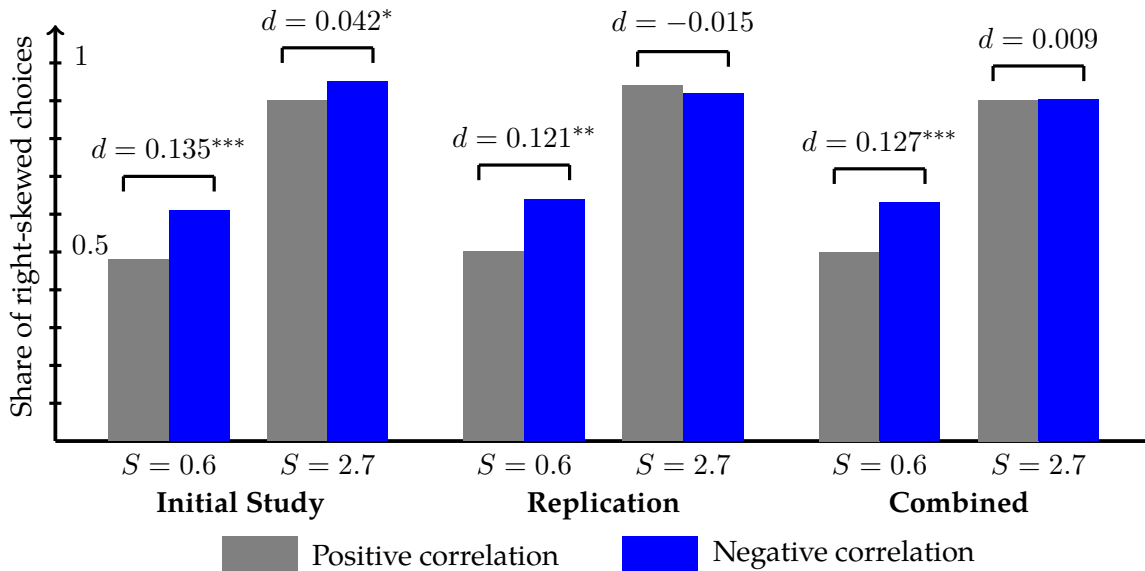 Share of right-skewed choices
1
0.5
d = 0.135***
d = 0.042*
d = 0.121**
d = −0.015
d = 0.127***
d = 0.009
S = 0.6
S = 2.7
S = 0.6
S = 2.7
S = 0.6
S = 2.7
Initial Study
Replication
Combined
Positive correlation
Negative correlation